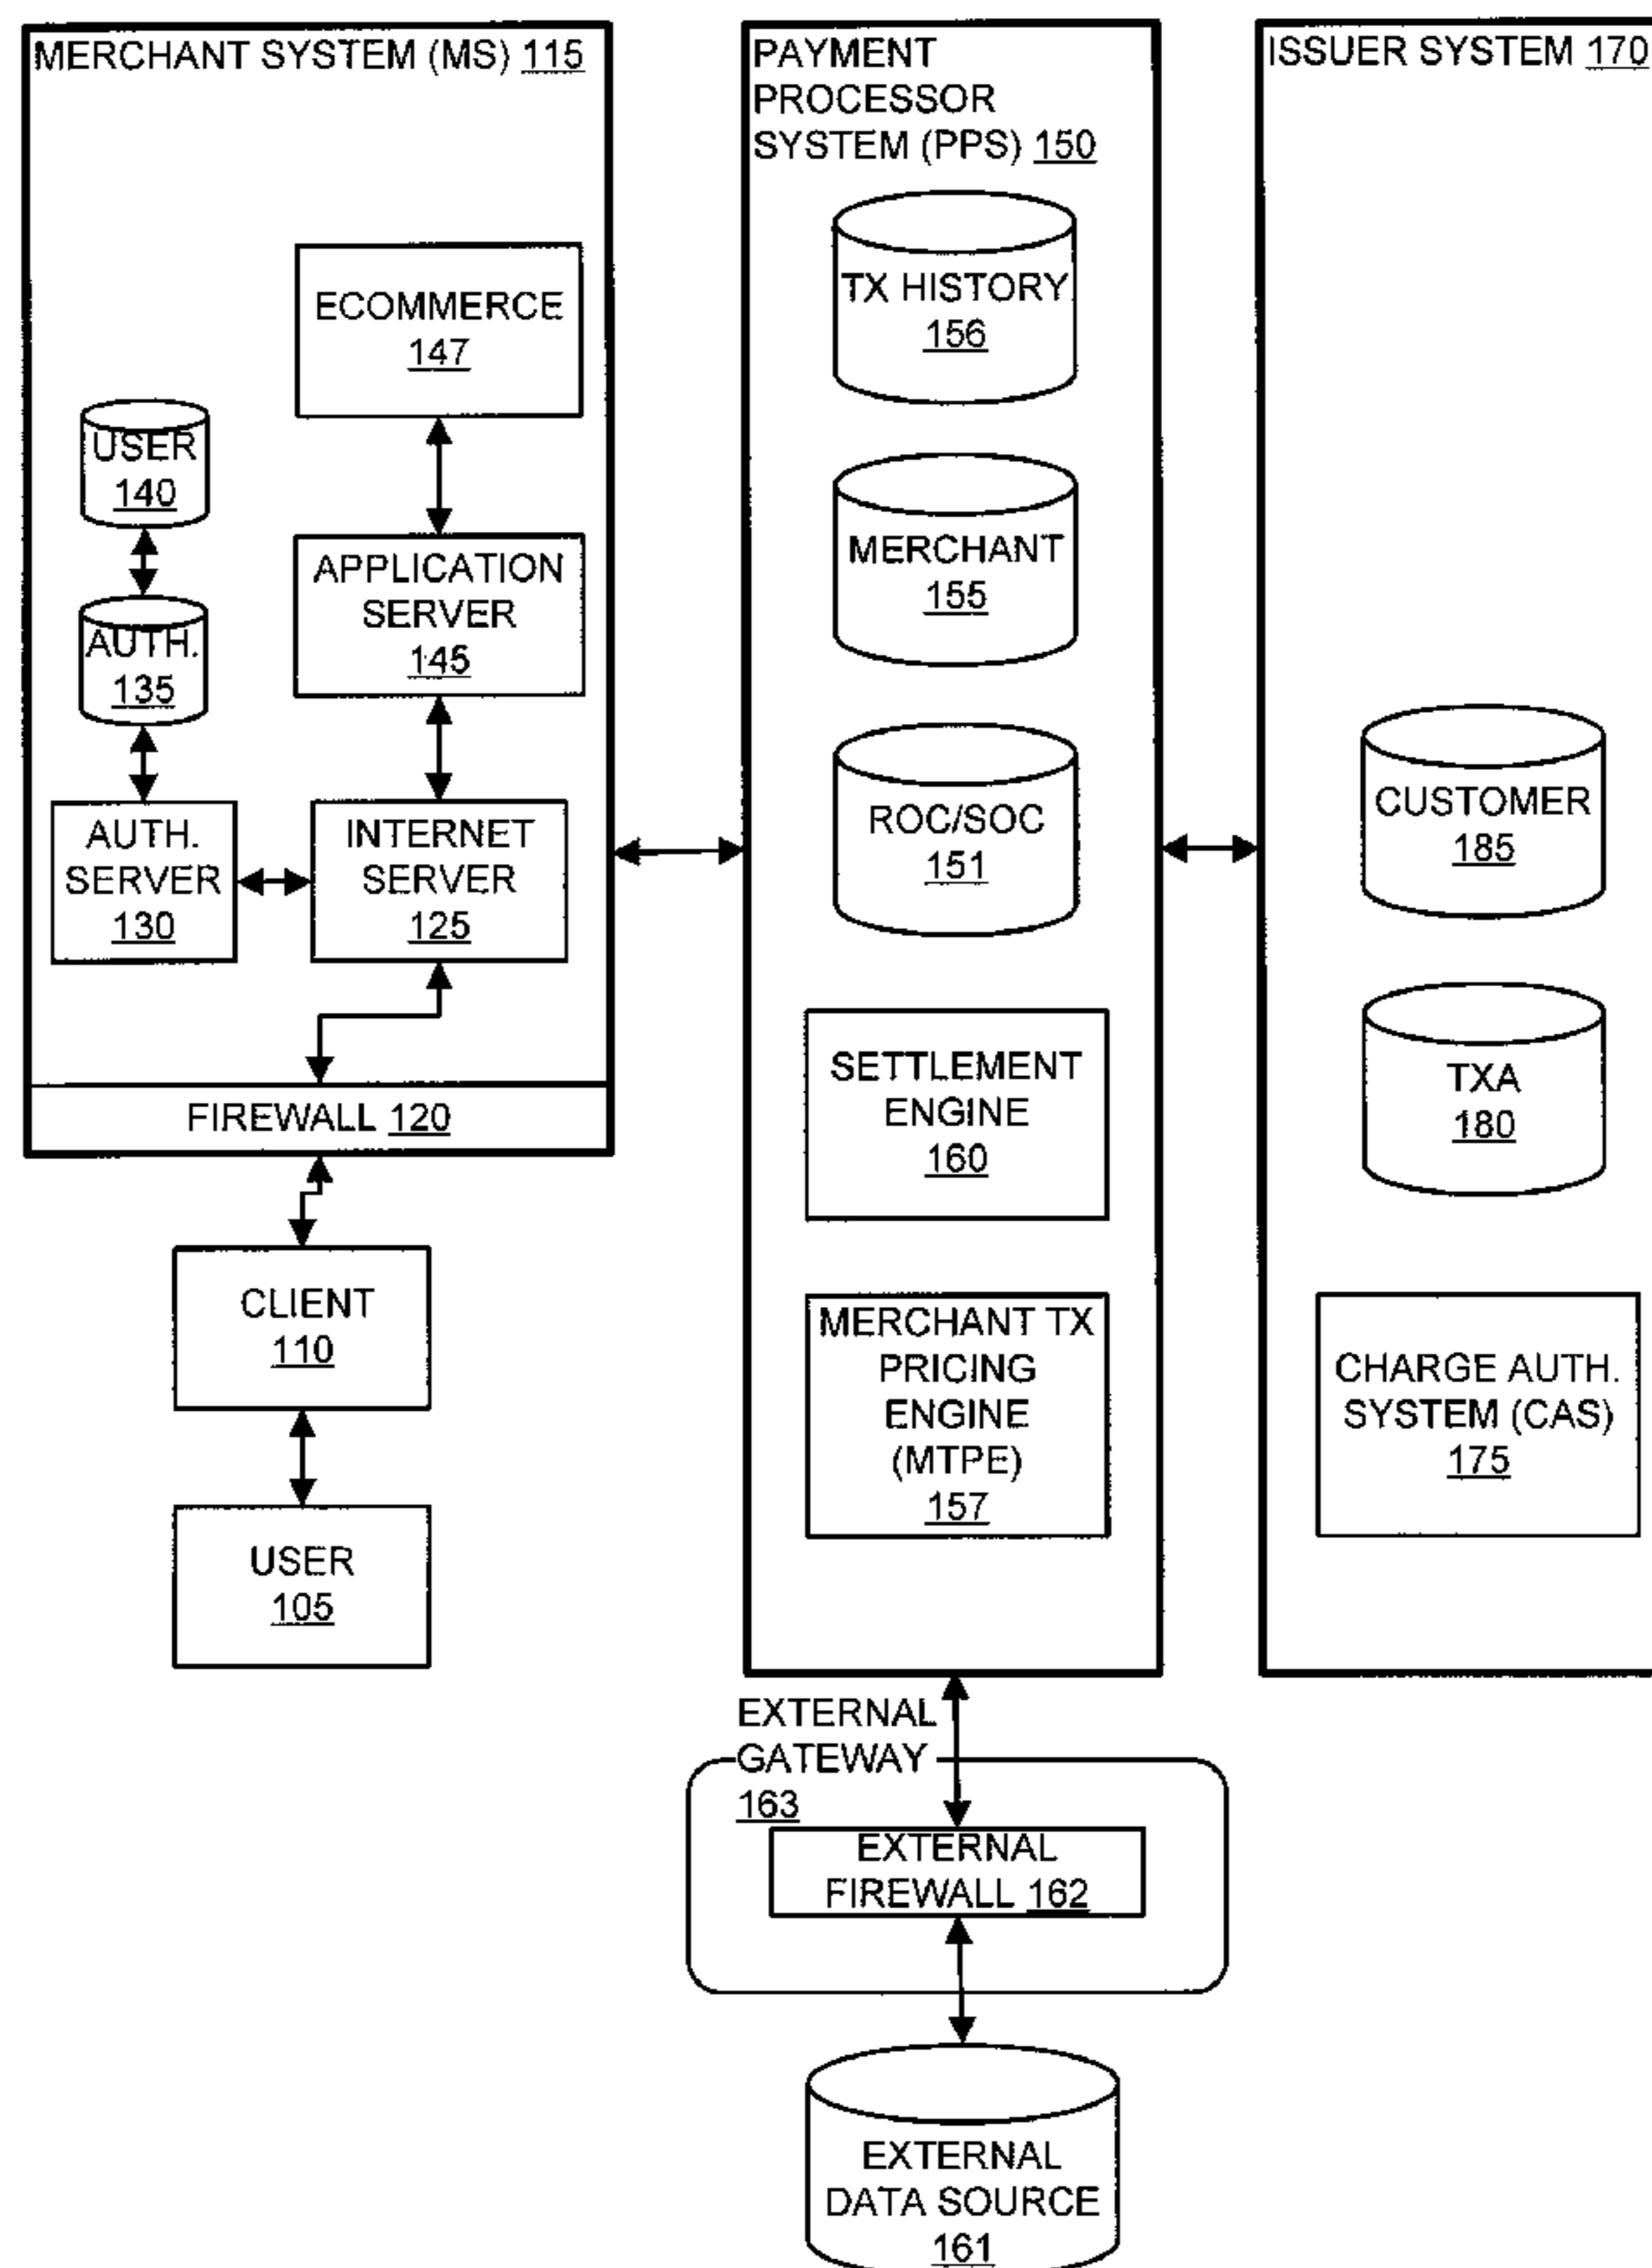 MERCHANT SYSTEM (MS) 115
ECOMMERCE
147
USER
140
APPLICATION
SERVER
145
AUTH.
135
AUTH.
SERVER
130
INTERNET
SERVER
125
FIREWALL 120
CLIENT
110
USER
105
PAYMENT
PROCESSOR
SYSTEM (PPS) 150
TX HISTORY
156
MERCHANT
155
ROC/SOC
151
SETTLEMENT
ENGINE
160
MERCHANT TX
PRICING
ENGINE
(MTPE)
157
EXTERNAL
GATEWAY
163
EXTERNAL
FIREWALL 162
EXTERNAL
DATA SOURCE
161
ISSUER SYSTEM 170
CUSTOMER
185
TXA
180
CHARGE AUTH.
SYSTEM (CAS)
175